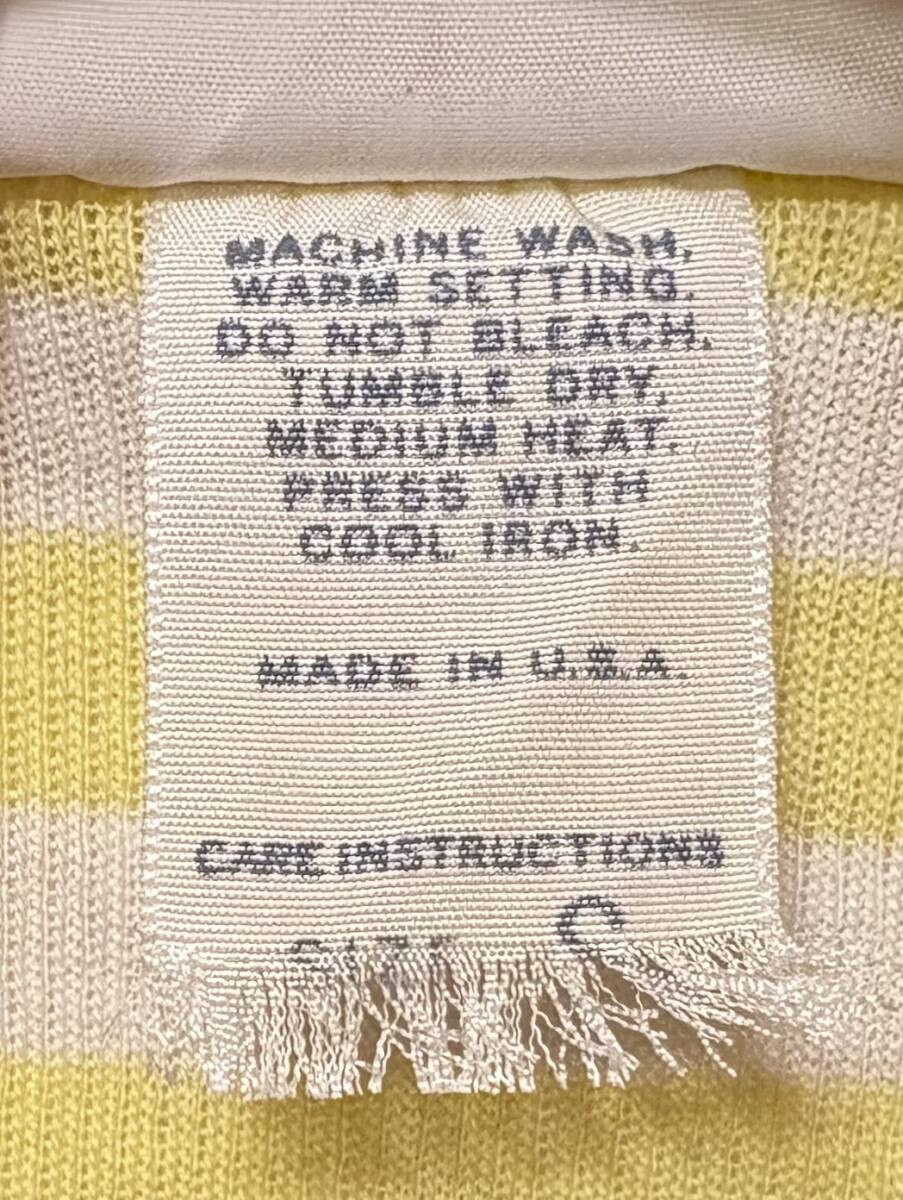 MACHINE WASH,
WARM SETTING.
DO NOT BLEACH.
TUMBLE DRY,
MEDIUM HEAT.
PRESS WITH
COOL IRON.
MADE IN U.S.A.
CARE INSTRUCTIONS